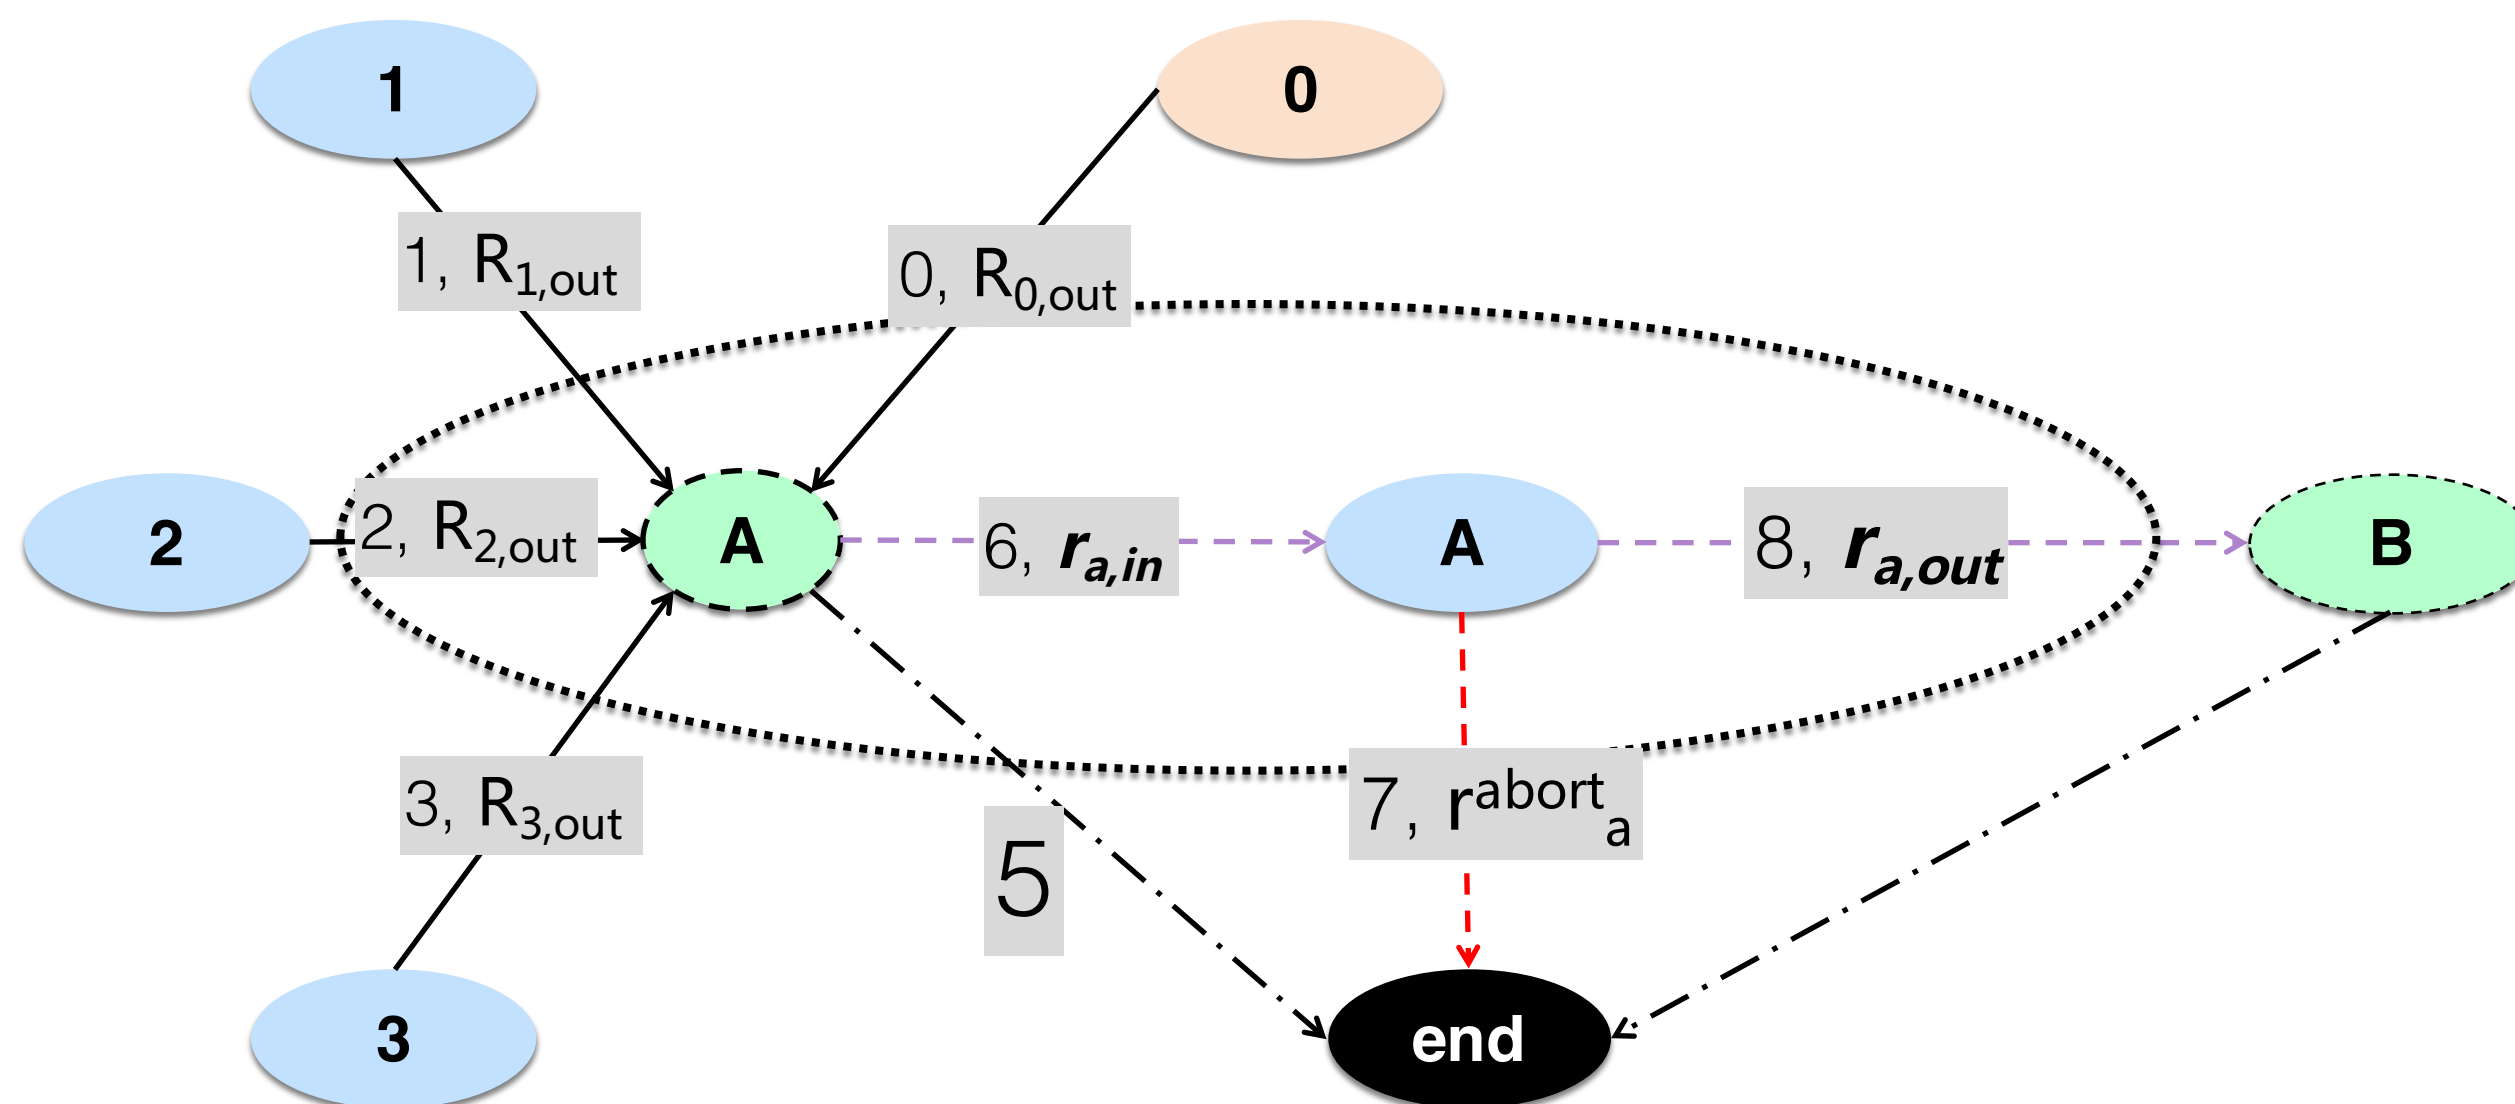 1
0
1, R1,out
0, R0,out
2
2, R2,out
A
6, ra,in
A
8, ra,out
B
3, R3,out
5
7, rabort a
3
end